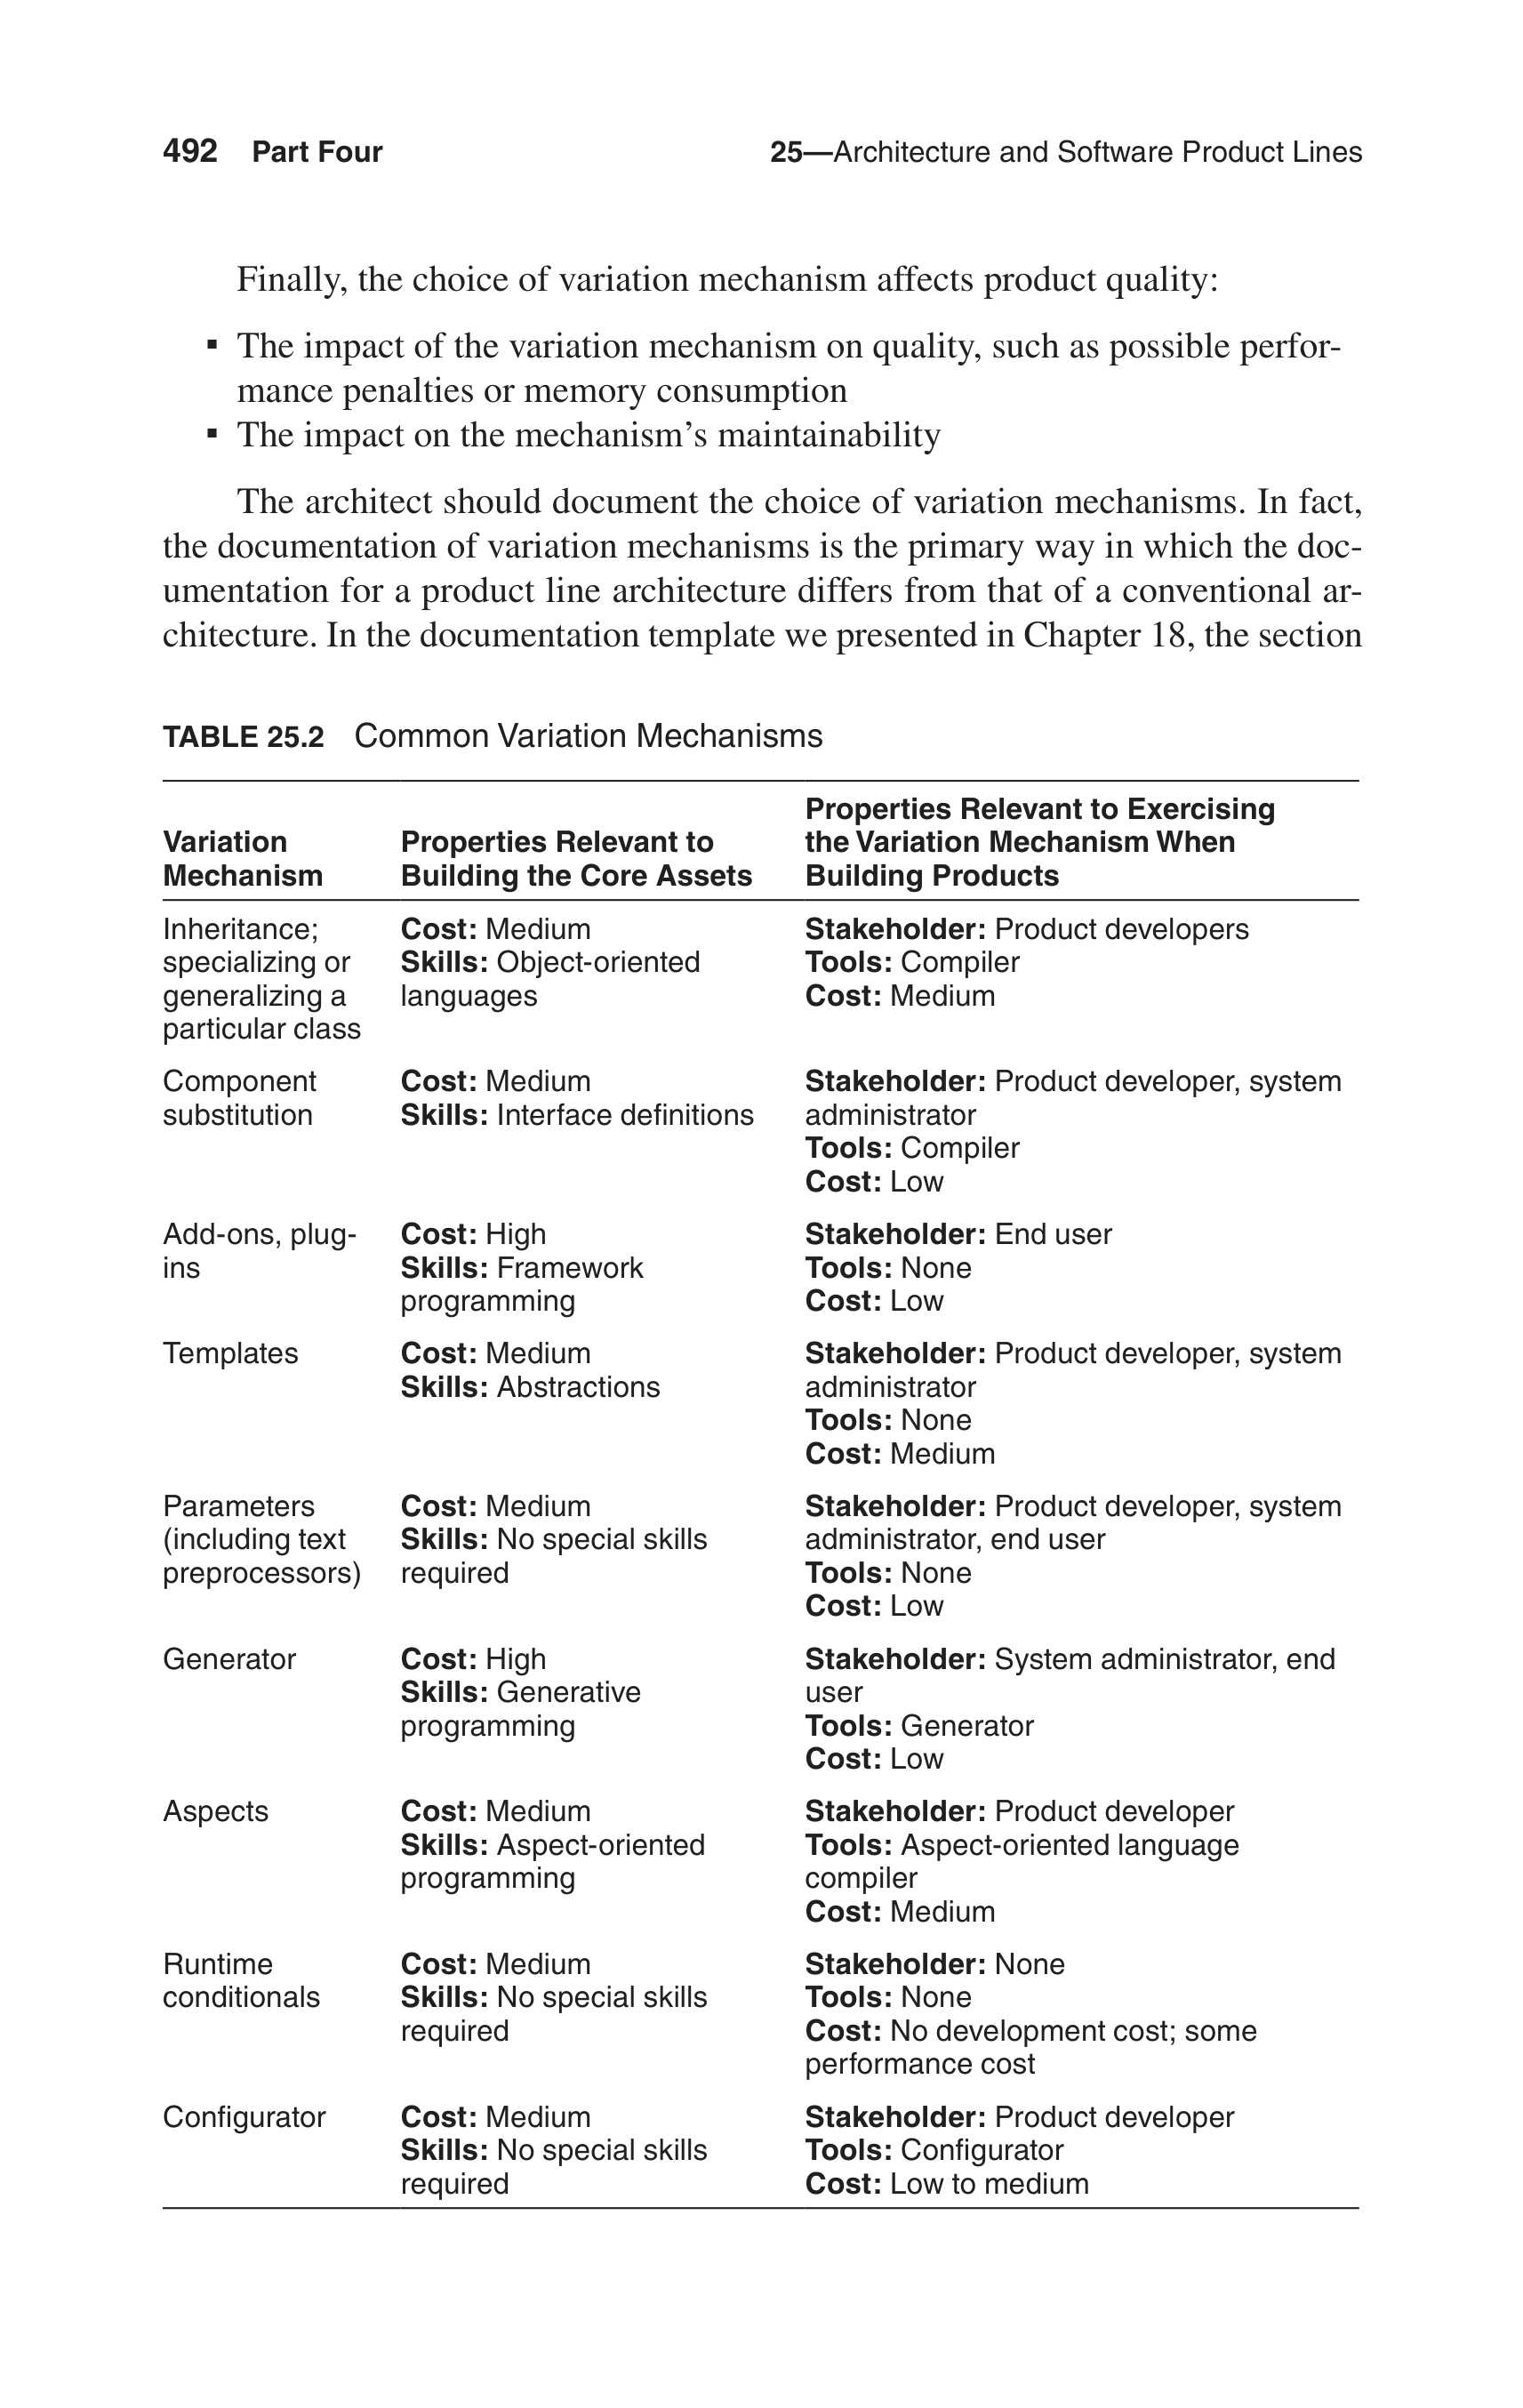 492 Part Four 25—Architecture and Software Product Lines
Finally, the choice of variation mechanism affects product quality:
▪ The impact of the variation mechanism on quality, such as possible perfor-
mance penalties or memory consumption
▪ The impact on the mechanism’s maintainability
The architect should document the choice of variation mechanisms. In fact,
the documentation of variation mechanisms is the primary way in which the doc-
umentation for a product line architecture differs from that of a conventional ar-
chitecture. In the documentation template we presented in Chapter 18, the section
TABLE 25.2 Common Variation Mechanisms
Variation
Mechanism
Properties Relevant to
Building the Core Assets
Properties Relevant to Exercising
the Variation Mechanism When
Building Products
Inheritance;
specializing or
generalizing a
particular class
Cost: Medium
Skills: Object-oriented
languages
Stakeholder: Product developers
Tools: Compiler
Cost: Medium
Component
substitution
Cost: Medium
Skills: Interface definitions
Stakeholder: Product developer, system
administrator
Tools: Compiler
Cost: Low
Add-ons, plug-
ins
Cost: High
Skills: Framework
programming
Stakeholder: End user
Tools: None
Cost: Low
Templates
Cost: Medium
Skills: Abstractions
Stakeholder: Product developer, system
administrator
Tools: None
Cost: Medium
Parameters
(including text
preprocessors)
Cost: Medium
Skills: No special skills
required
Stakeholder: Product developer, system
administrator, end user
Tools: None
Cost: Low
Generator
Cost: High
Skills: Generative
programming
Stakeholder: System administrator, end
user
Tools: Generator
Cost: Low
Aspects
Cost: Medium
Skills: Aspect-oriented
programming
Stakeholder: Product developer
Tools: Aspect-oriented language
compiler
Cost: Medium
Runtime
conditionals
Cost: Medium
Skills: No special skills
required
Stakeholder: None
Tools: None
Cost: No development cost; some
performance cost
Configurator
Cost: Medium
Skills: No special skills
required
Stakeholder: Product developer
Tools: Configurator
Cost: Low to medium